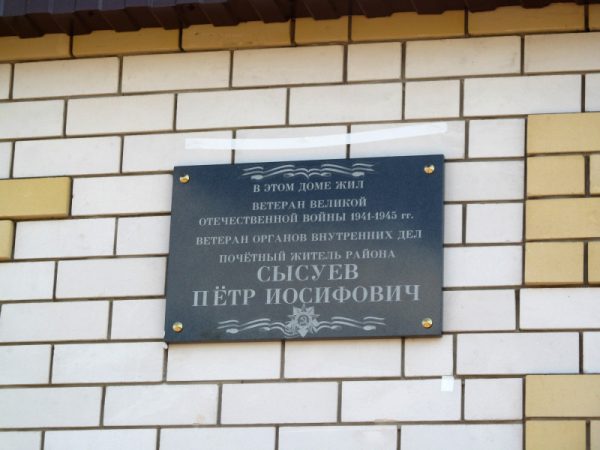 В ЭТОМ ДОМЕ ЖИЛ
ВЕТЕРАН ВЕЛИКОЙ
ОТЕЧЕСТВЕННОЙ ВОЙНЫ 1941-1945 гг.
ВЕТЕРАН ОРГАНОВ ВНУТРЕННИХ ДЕЛ
ПОЧЁТНЫЙ ЖИТЕЛЬ РАЙОНА
СЫСУЕВ
ПЁТР ИОСИФОВИЧ